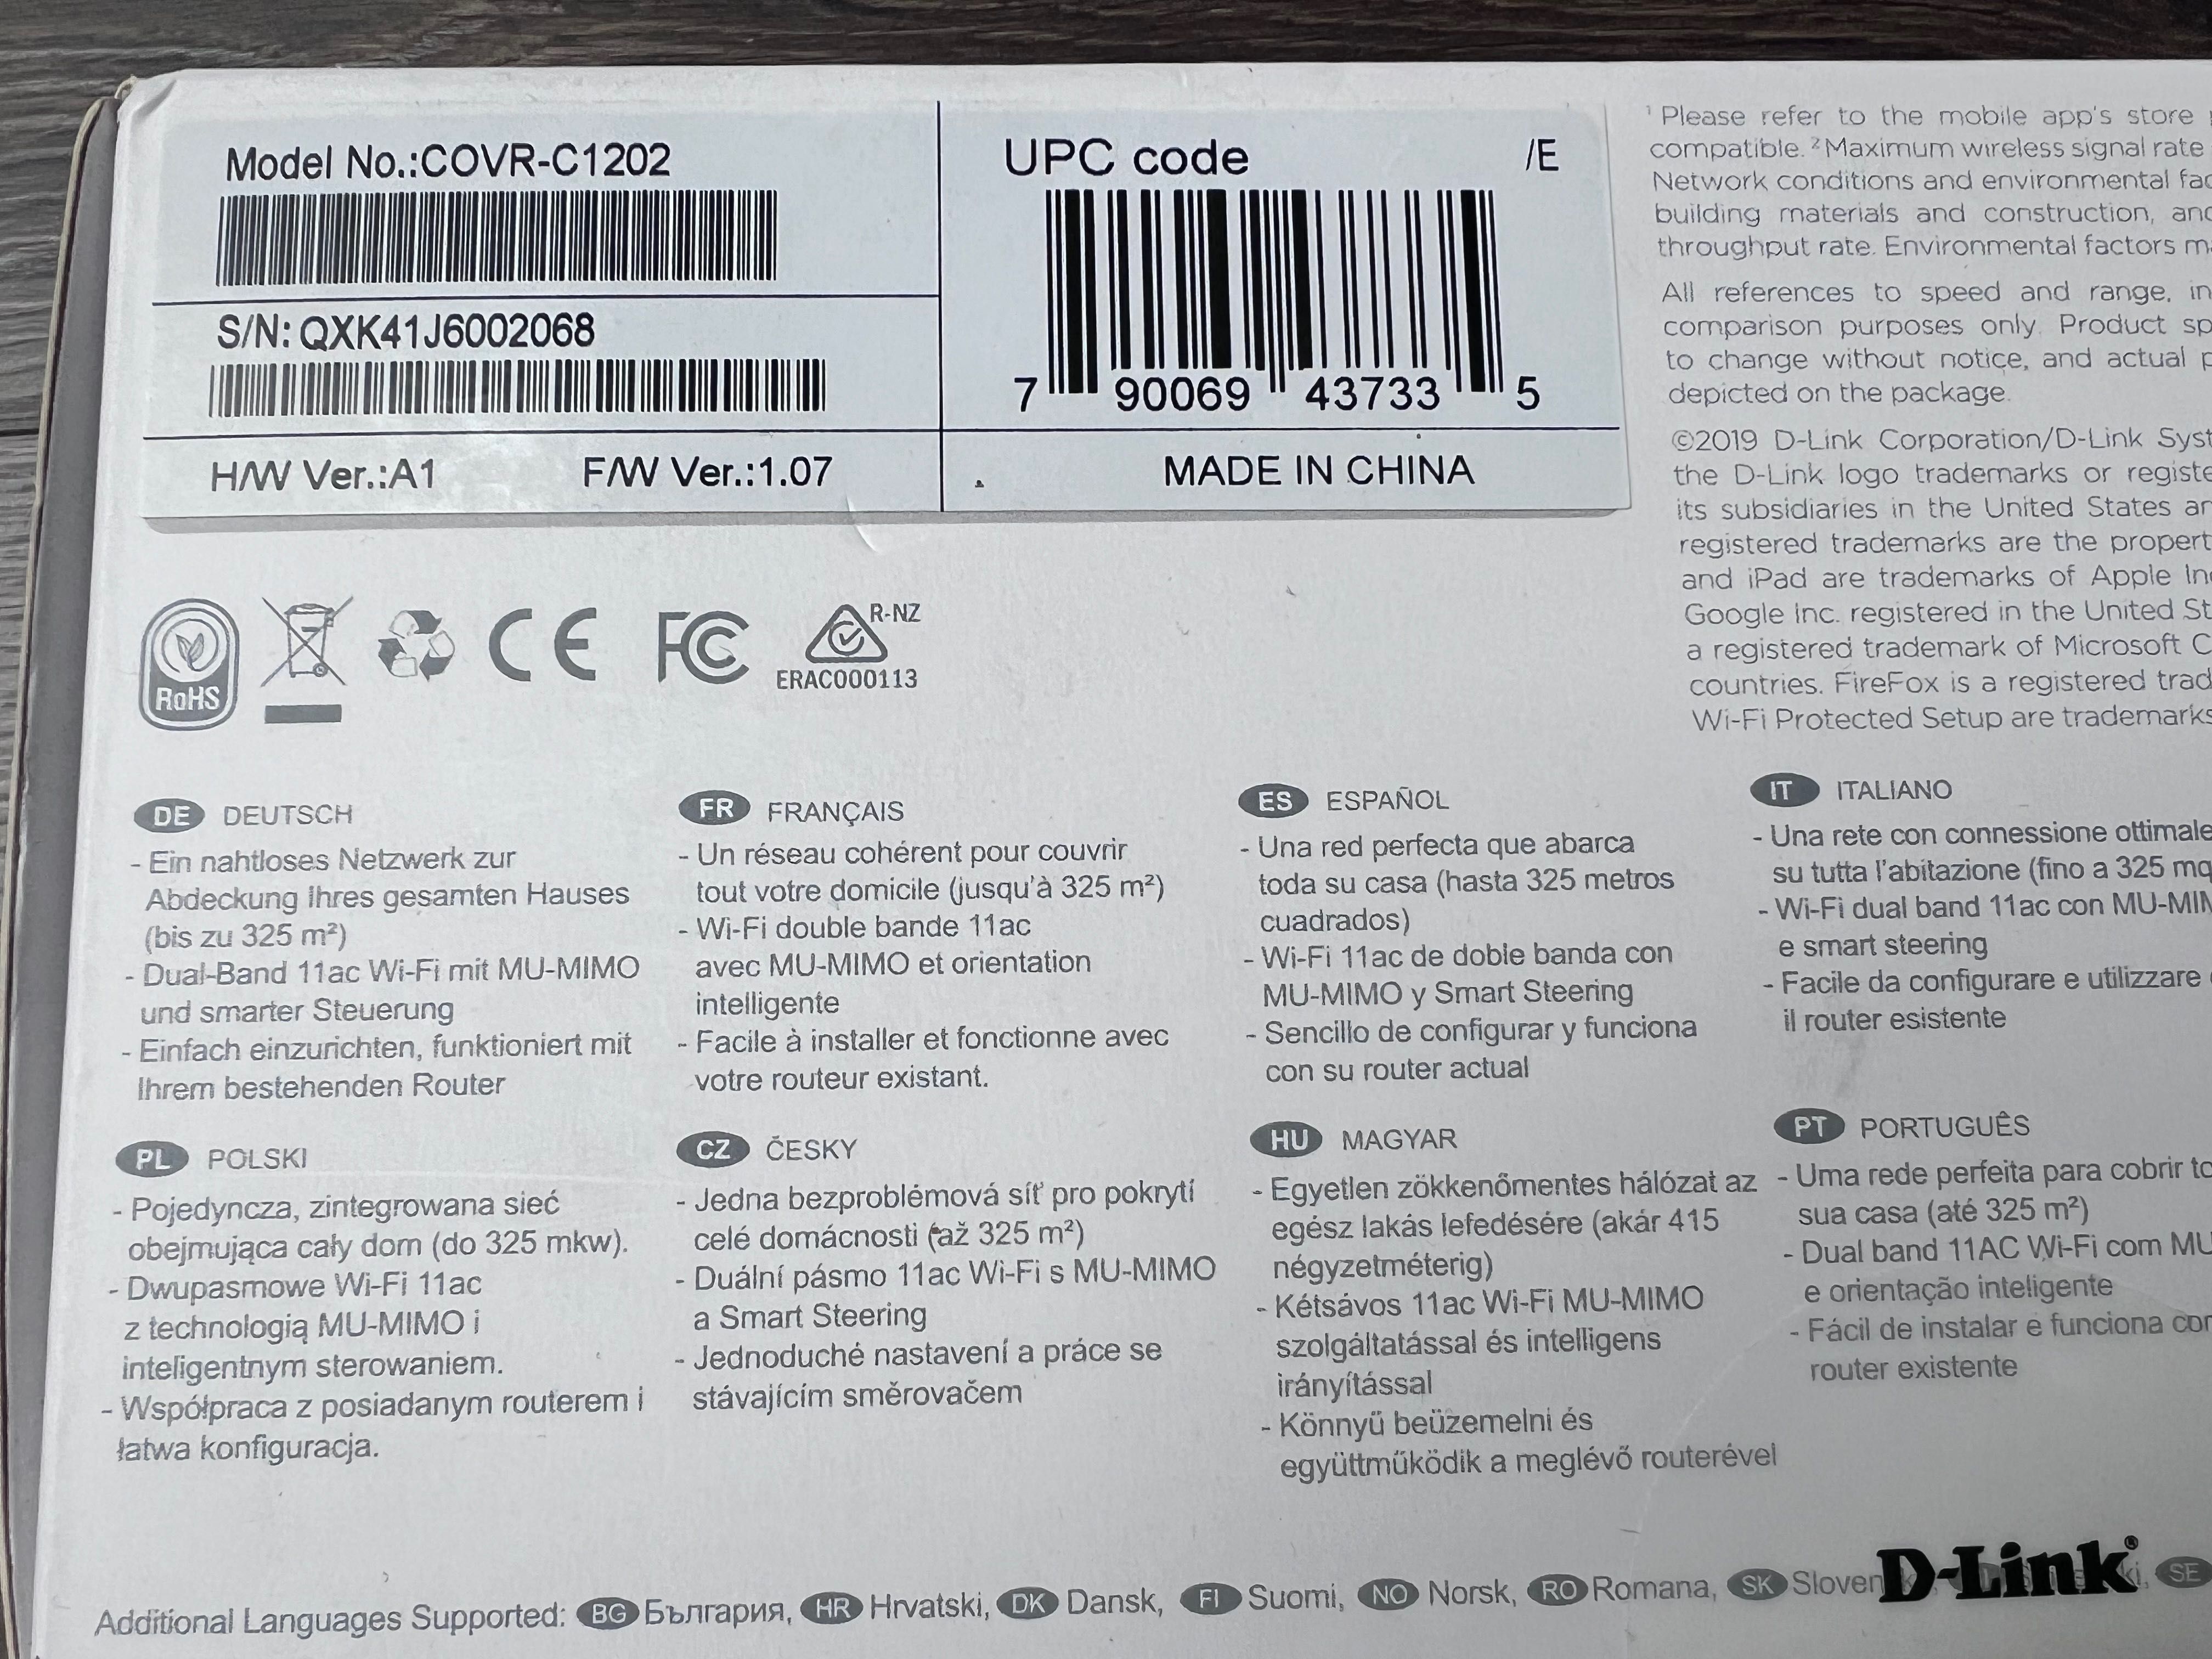 Model No.:COVR-C1202
S/N: QXK41J6002068
H/W Ver.:A1 F/W Ver.:1.07
UPC code /E
7 90069 43733 5
MADE IN CHINA
¹ Please refer to the mobile app's store
compatible. ² Maximum wireless signal rate
Network conditions and environmental
building materials and construction,
throughput rate. Environmental factors
All references to speed and range,
comparison purposes only. Product
to change without notice, and actual
depicted on the package.
©2019 D-Link Corporation/D-Link
the D-Link logo trademarks or
its subsidiaries in the United States
registered trademarks are the
and iPad are trademarks of Apple
Google Inc. registered in the United
a registered trademark of Microsoft
countries. FireFox is a registered
Wi-Fi Protected Setup are trademarks
RoHS
CE
FC
R-NZ
ERAC000113
DE DEUTSCH
- Ein nahtloses Netzwerk zur
Abdeckung Ihres gesamten Hauses
(bis zu 325 m²)
- Dual-Band 11ac Wi-Fi mit MU-MIMO
und smarter Steuerung
- Einfach einzurichten, funktioniert mit
Ihrem bestehenden Router
FR FRANÇAIS
- Un réseau cohérent pour couvrir
tout votre domicile (jusqu'à 325 m²)
- Wi-Fi double bande 11ac
avec MU-MIMO et orientation
intelligente
- Facile à installer et fonctionne avec
votre routeur existant.
ES ESPAÑOL
- Una red perfecta que abarca
toda su casa (hasta 325 metros
cuadrados)
- Wi-Fi 11ac de doble banda con
MU-MIMO y Smart Steering
- Sencillo de configurar y funciona
con su router actual
IT ITALIANO
- Una rete con connessione ottimale
su tutta l'abitazione (fino a 325 mq
- Wi-Fi dual band 11ac con
e smart steering
- Facile da configurare e utilizzare
il router esistente
PL POLSKI
- Pojedyncza, zintegrowana sieć
obejmująca cały dom (do 325 mkw).
- Dwupasmowe Wi-Fi 11ac
z technologią MU-MIMO i
inteligentnym sterowaniem.
- Współpraca z posiadanym routerem i
łatwa konfiguracja.
CZ ČESKY
- Jedna bezproblémová síť pro pokrytí
celé domácnosti (až 325 m²)
- Duální pásmo 11ac Wi-Fi s MU-MIMO
a Smart Steering
- Jednoduché nastavení a práce se
stávajícím směrovačem
HU MAGYAR
- Egyetlen zökkenőmentes hálózat az
egész lakás lefedésére (akár 415
négyzetméterig)
- Kétsávos 11ac Wi-Fi MU-MIMO
szolgáltatással és intelligens
irányítással
- Könnyű beüzemelni és
együttműködik a meglévő routerével
PT PORTUGUÊS
- Uma rede perfeita para cobrir
sua casa (até 325 m²)
- Dual band 11AC Wi-Fi com
e orientação inteligente
- Fácil de instalar e funciona
router existente
Additional Languages Supported: BG България, HR Hrvatski, DK Dansk, FI Suomi, NO Norsk, RO Romana, SK SE
D-Link®